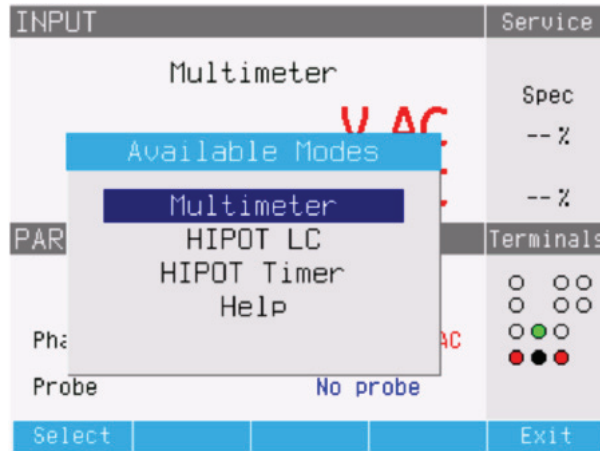 INPUT
Service
Multimeter
Spec
V AC
-- %
Available Modes
-- %
Multimeter
HIPOT LC
HIPOT Timer
Help
PAR
Terminals
Pha
AC
Probe
No probe
Select
Exit